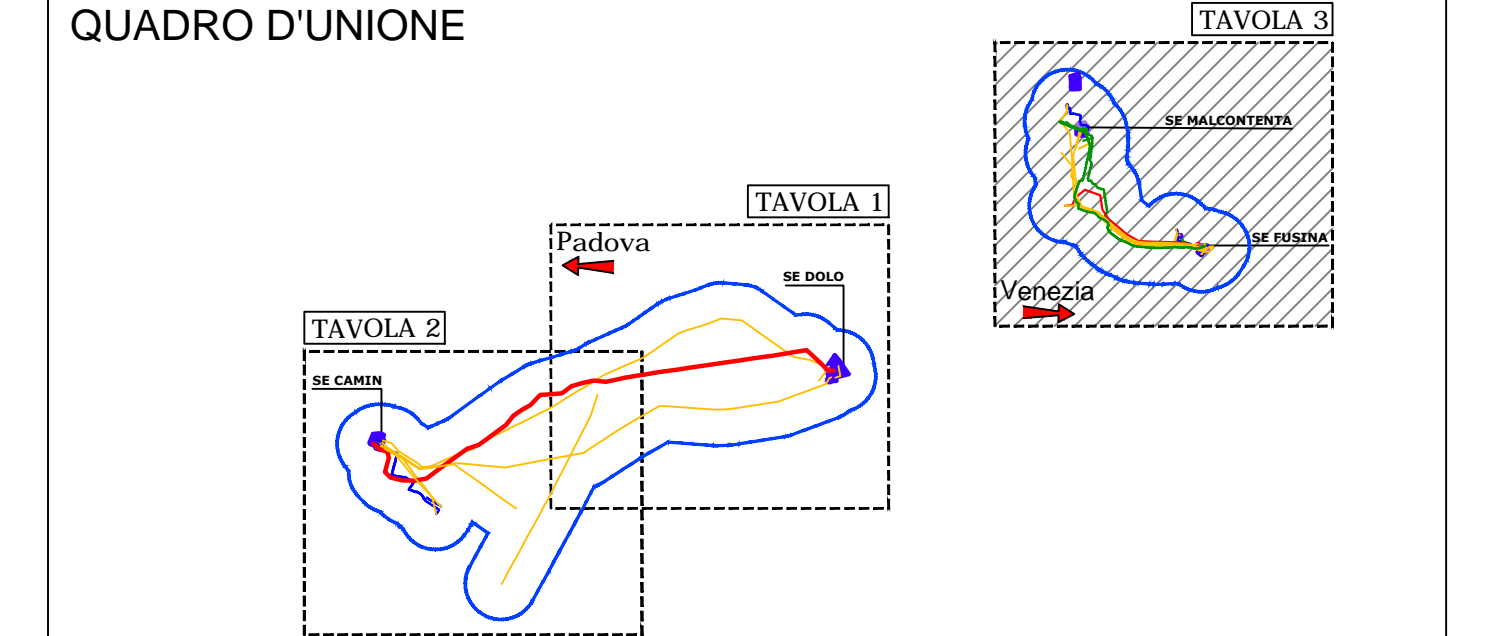 QUADRO D'UNIONE
TAVOLA 3
SE MALCONTENTA
SE FUSINA
Venezia
TAVOLA 1
Padova
SE DOLO
TAVOLA 2
SE CAMIN